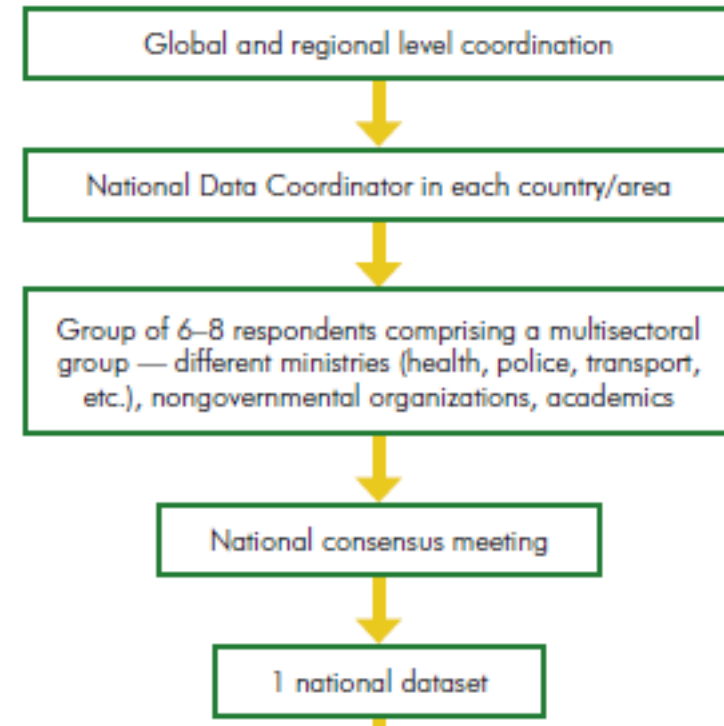 Global and regional level coordination
National Data Coordinator in each country/area
Group of 6–8 respondents comprising a multisectoral
group — different ministries (health, police, transport,
etc.), nongovernmental organizations, academics
National consensus meeting
1 national dataset